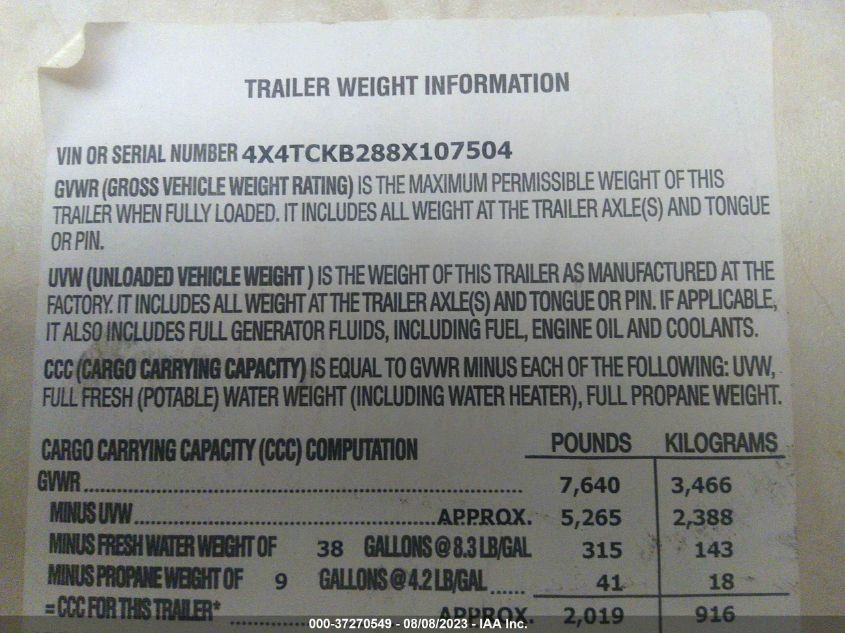 TRAILER WEIGHT INFORMATION
VIN OR SERIAL NUMBER 4X4TCKB288X107504
GVWR (GROSS VEHICLE WEIGHT RATING) IS THE MAXIMUM PERMISSIBLE WEIGHT OF THIS
TRAILER WHEN FULLY LOADED. IT INCLUDES ALL WEIGHT AT THE TRAILER AXLE(S) AND TONGUE
OR PIN.
UVW (UNLOADED VEHICLE WEIGHT ) IS THE WEIGHT OF THIS TRAILER AS MANUFACTURED AT THE
FACTORY. IT INCLUDES ALL WEIGHT AT THE TRAILER AXLE(S) AND TONGUE OR PIN. IF APPLICABLE,
IT ALSO INCLUDES FULL GENERATOR FLUIDS, INCLUDING FUEL, ENGINE OIL AND COOLANTS.
CCC (CARGO CARRYING CAPACITY) IS EQUAL TO GVWR MINUS EACH OF THE FOLLOWING: UVW,
FULL FRESH (POTABLE) WATER WEIGHT (INCLUDING WATER HEATER), FULL PROPANE WEIGHT.
CARGO CARRYING CAPACITY (CCC) COMPUTATION POUNDS KILOGRAMS
GVWR 7,640 3,466
MINUS UVW APPROX. 5,265 2,388
MINUS FRESH WATER WEIGHT OF 38 GALLONS @ 8.3 LB/GAL 315 143
MINUS PROPANE WEIGHT OF 9 GALLONS @ 4.2 LB/GAL 41 18
= CCC FOR THIS TRAILER* APPROX. 2,019 916
000-37270549 - 08/08/2023 - IAA Inc.